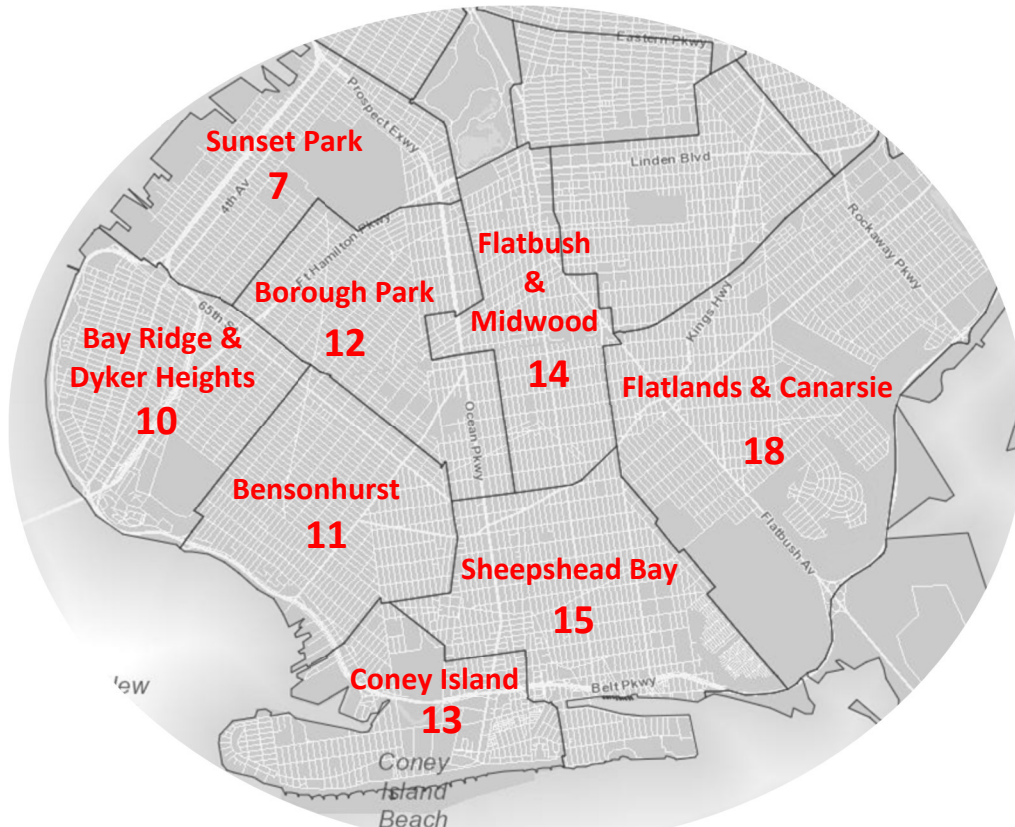 Eastern Pkwy
Prospect Expwy
Sunset Park
7
4th Av
Linden Blvd
Rockaway Pkwy
Ft Hamilton Pkwy
Flatbush
&
Midwood
14
Borough Park
12
65th St
Kings Hwy
Bay Ridge &
Dyker Heights
10
Flatlands & Canarsie
18
Ocean Pkwy
Bensonhurst
11
Flatbush Av
Sheepshead Bay
15
Coney Island
13
Belt Pkwy
Coney
Island
Beach